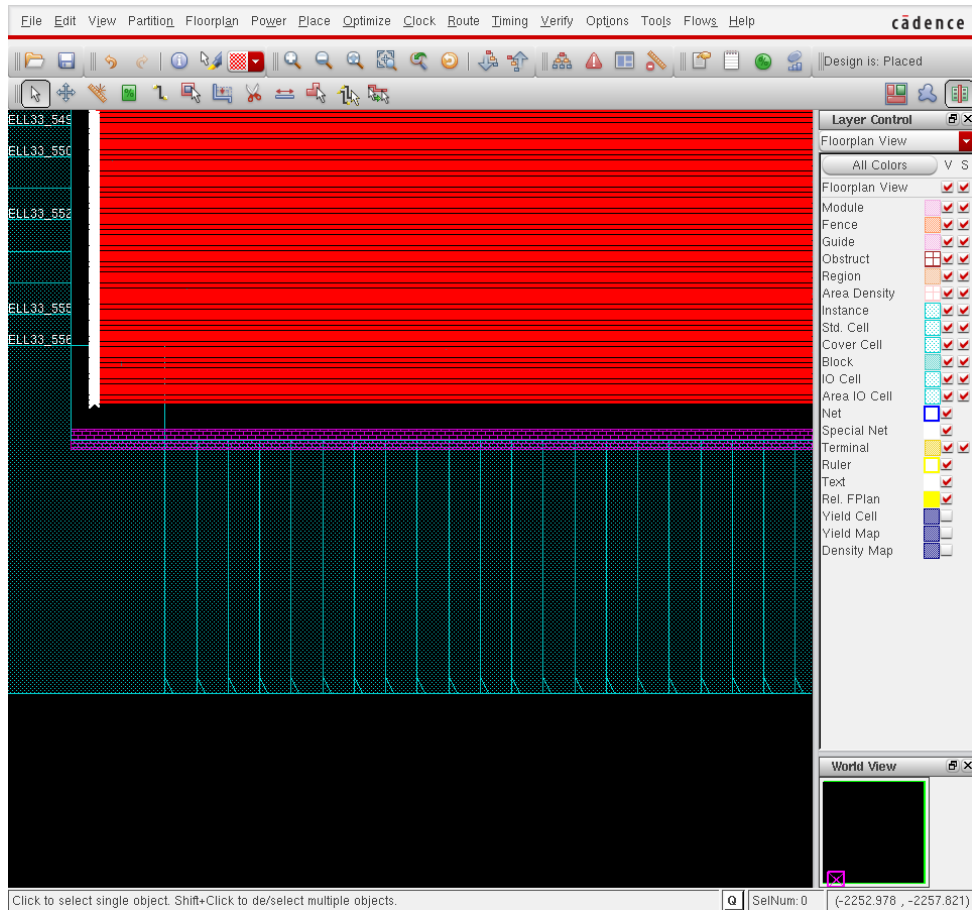 File Edit View Partition Floorplan Power Place Optimize Clock Route Timing Verify Options Tools Flows Help cādence
Design is: Placed
ELL33_549
ELL33_550
ELL33_552
ELL33_555
ELL33_556
Layer Control
Floorplan View
All Colors V S
Floorplan View
Module
Fence
Guide
Obstruct
Region
Area Density
Instance
Std. Cell
Cover Cell
Block
IO Cell
Area IO Cell
Net
Special Net
Terminal
Ruler
Text
Rel. FPlan
Yield Cell
Yield Map
Density Map
World View
Click to select single object. Shift+Click to de/select multiple objects. Q SelNum: 0 (-2252.978 , -2257.821)